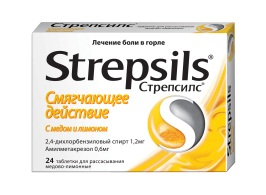 Лечение боли в горле
Strepsils®
Стрепсилс®
Смягчающее
действие
С медом и лимоном
2,4-дихлорбензиловый спирт 1,2мг
Амилметакрезол 0,6мг
24 таблетки для рассасывания
медово-лимонные